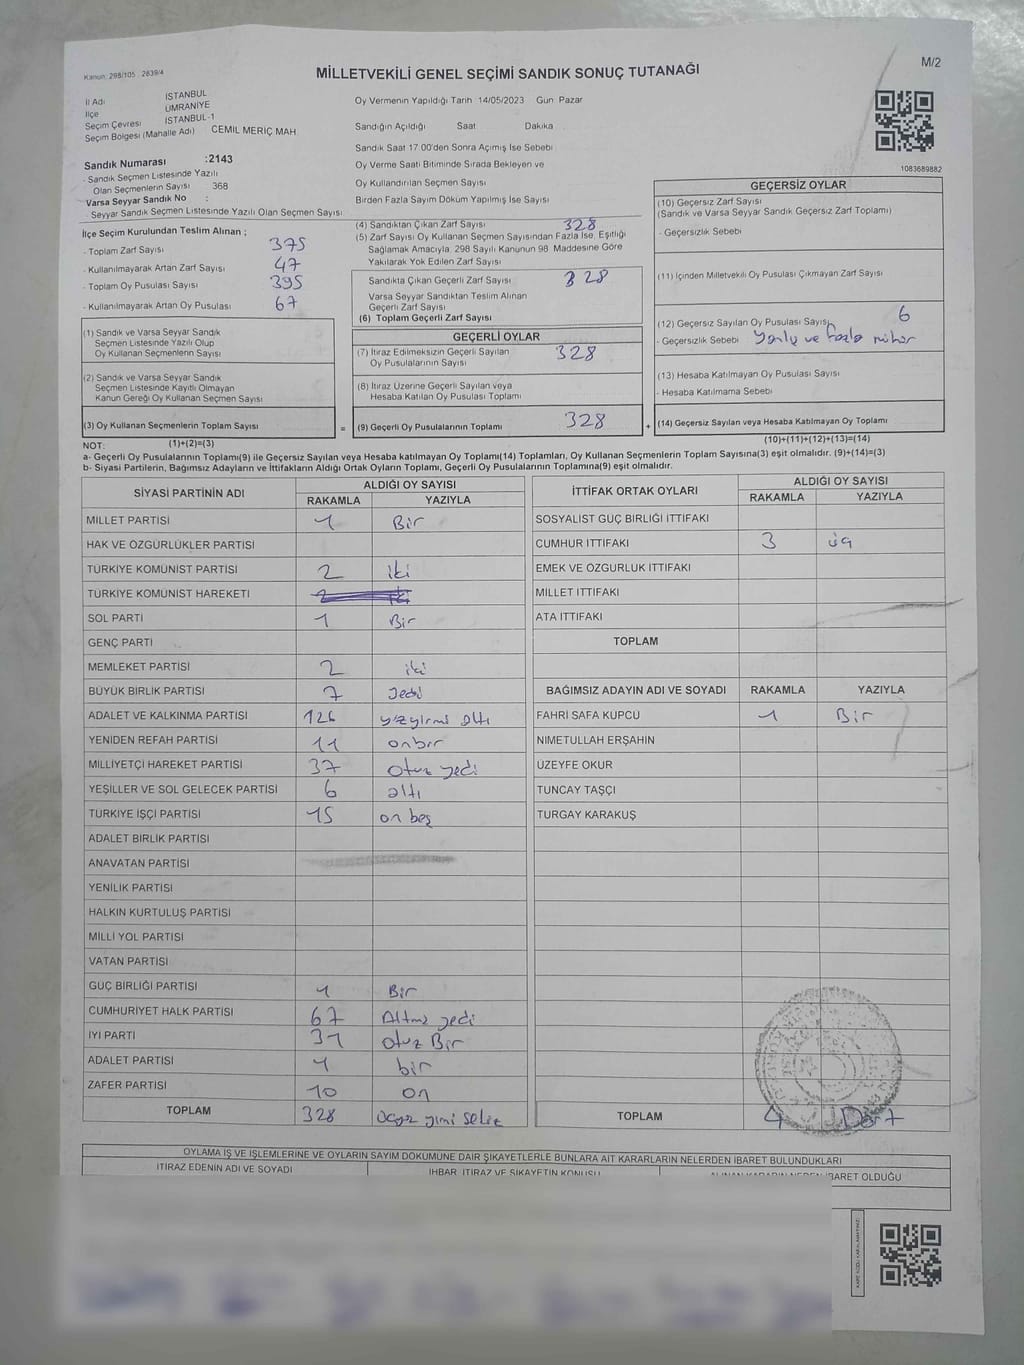 Kanun: 298/105 , 2839/4
MİLLETVEKİLİ GENEL SEÇİMİ SANDIK SONUÇ TUTANAĞI
M/2
İl Adı İSTANBUL
İlçe ÜMRANİYE
Seçim Çevresi İSTANBUL-1
Seçim Bölgesi (Mahalle Adı) CEMİL MERİÇ MAH.
Oy Vermenin Yapıldığı Tarih 14/05/2023 Gün: Pazar
Sandığın Açıldığı Saat Dakika
Sandık Saat 17:00'den Sonra Açımış İse Sebebi
Oy Verme Saati Bitiminde Sırada Bekleyen ve
Oy Kullandırılan Seçmen Sayısı
Birden Fazla Sayım Döküm Yapılmış İse Sayısı
1083689882
Sandık Numarası :2143
- Sandık Seçmen Listesinde Yazılı
Olan Seçmenlerin Sayısı 368
Varsa Seyyar Sandık No :
- Seyyar Sandık Seçmen Listesinde Yazılı Olan Seçmen Sayısı:
İlçe Seçim Kurulundan Teslim Alınan ;
- Toplam Zarf Sayısı 375
- Kullanılmayarak Artan Zarf Sayısı 47
- Toplam Oy Pusulası Sayısı 395
- Kullanılmayarak Artan Oy Pusulası 67
(1) Sandık ve Varsa Seyyar Sandık
Seçmen Listesinde Yazılı Olup
Oy Kullanan Seçmenlerin Sayısı
(2) Sandık ve Varsa Seyyar Sandık
Seçmen Listesinde Kayıtlı Olmayan
Kanun Gereği Oy Kullanan Seçmen Sayısı
(3) Oy Kullanan Seçmenlerin Toplam Sayısı
(1)+(2)=(3)
(4) Sandıktan Çıkan Zarf Sayısı 328
(5) Zarf Sayısı Oy Kullanan Seçmen Sayısından Fazla İse, Eşitliği
Sağlamak Amacıyla, 298 Sayılı Kanunun 98. Maddesine Göre
Yakılarak Yok Edilen Zarf Sayısı
Sandıkta Çıkan Geçerli Zarf Sayısı 328
Varsa Seyyar Sandıktan Teslim Alınan
Geçerli Zarf Sayısı
(6) Toplam Geçerli Zarf Sayısı
GEÇERLİ OYLAR
(7) İtiraz Edilmeksizin Geçerli Sayılan
Oy Pusulalarının Sayısı 328
(8) İtiraz Üzerine Geçerli Sayılan veya
Hesaba Katılan Oy Pusulası Toplamı
= (9) Geçerli Oy Pusulalarının Toplamı 328 +
GEÇERSİZ OYLAR
(10) Geçersiz Zarf Sayısı
(Sandık ve Varsa Seyyar Sandık Geçersiz Zarf Toplamı)
- Geçersizlik Sebebi
(11) İçinden Milletvekili Oy Pusulası Çıkmayan Zarf Sayısı
(12) Geçersiz Sayılan Oy Pusulası Sayısı 6
- Geçersizlik Sebebi Yanlış ve fazla mühür
(13) Hesaba Katılmayan Oy Pusulası Sayısı
- Hesaba Katılmama Sebebi
(14) Geçersiz Sayılan veya Hesaba Katılmayan Oy Toplamı
(10)+(11)+(12)+(13)=(14)
NOT:
a- Geçerli Oy Pusulasının Toplamı(9) ile Geçersiz Sayılan veya Hesaba katılmayan Oy Toplamı(14) Toplamları, Oy Kullanan Seçmenlerin Toplam Sayısına(3) eşit olmalıdır. (9)+(14)=(3)
b- Siyasi Partilerin, Bağımsız Adayların ve İttifakların Aldığı Ortak Oyların Toplamı, Geçerli Oy Pusulasının Toplamına(9) eşit olmalıdır.
SİYASİ PARTİNİN ADI ALDIĞI OY SAYISI
RAKAMLA YAZIYLA
MİLLET PARTİSİ 1 Bir
HAK VE ÖZGÜRLÜKLER PARTİSİ
TÜRKİYE KOMÜNİST PARTİSİ 2 iki
TÜRKİYE KOMÜNİST HAREKETİ
SOL PARTİ 1 Bir
GENÇ PARTİ
MEMLEKET PARTİSİ 2 iki
BÜYÜK BİRLİK PARTİSİ 7 Yedi
ADALET VE KALKINMA PARTİSİ 126 yüzyirmi altı
YENİDEN REFAH PARTİSİ 11 onbir
MİLLİYETÇİ HAREKET PARTİSİ 37 otuz yedi
YEŞİLLER VE SOL GELECEK PARTİSİ 6 altı
TÜRKİYE İŞÇİ PARTİSİ 15 on beş
ADALET BİRLİK PARTİSİ
ANAVATAN PARTİSİ
YENİLİK PARTİSİ
HALKIN KURTULUŞ PARTİSİ
MİLLİ YOL PARTİSİ
VATAN PARTİSİ
GÜÇ BİRLİĞİ PARTİSİ 1 Bir
CUMHURİYET HALK PARTİSİ 67 Altmış yedi
İYİ PARTİ 31 otuz Bir
ADALET PARTİSİ 1 bir
ZAFER PARTİSİ 10 on
TOPLAM 328 üçyüz yirmi sekiz
İTTİFAK ORTAK OYLARI ALDIĞI OY SAYISI
RAKAMLA YAZIYLA
SOSYALİST GÜÇ BİRLİĞİ İTTİFAKI
CUMHUR İTTİFAKI 3 üç
EMEK VE ÖZGÜRLÜK İTTİFAKI
MİLLET İTTİFAKI
ATA İTTİFAKI
TOPLAM
BAĞIMSIZ ADAYIN ADI VE SOYADI RAKAMLA YAZIYLA
FAHRİ SAFA KÜPCÜ 1 Bir
NİMETULLAH ERŞAHİN
ÜZEYFE OKUR
TUNCAY TAŞÇI
TURGAY KARAKUŞ
TOPLAM 4 Dört
OYLAMA İŞ VE İŞLEMLERİNE VE OYLARIN SAYIM DÖKÜMÜNE DAİR ŞİKAYETLERLE BUNLARA AİT KARARLARIN NELERDEN İBARET BULUNDUKLARI
İTİRAZ EDENİN ADI VE SOYADI İHBAR, İTİRAZ VE ŞİKAYETİN KONUSU ALINAN KARARIN NEDEN İBARET OLDUĞU